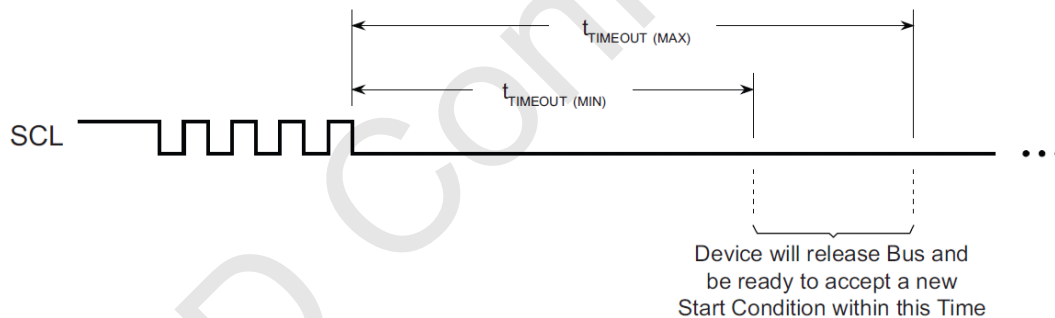 tTIMEOUT (MAX)
tTIMEOUT (MIN)
SCL
Device will release Bus and
be ready to accept a new
Start Condition within this Time